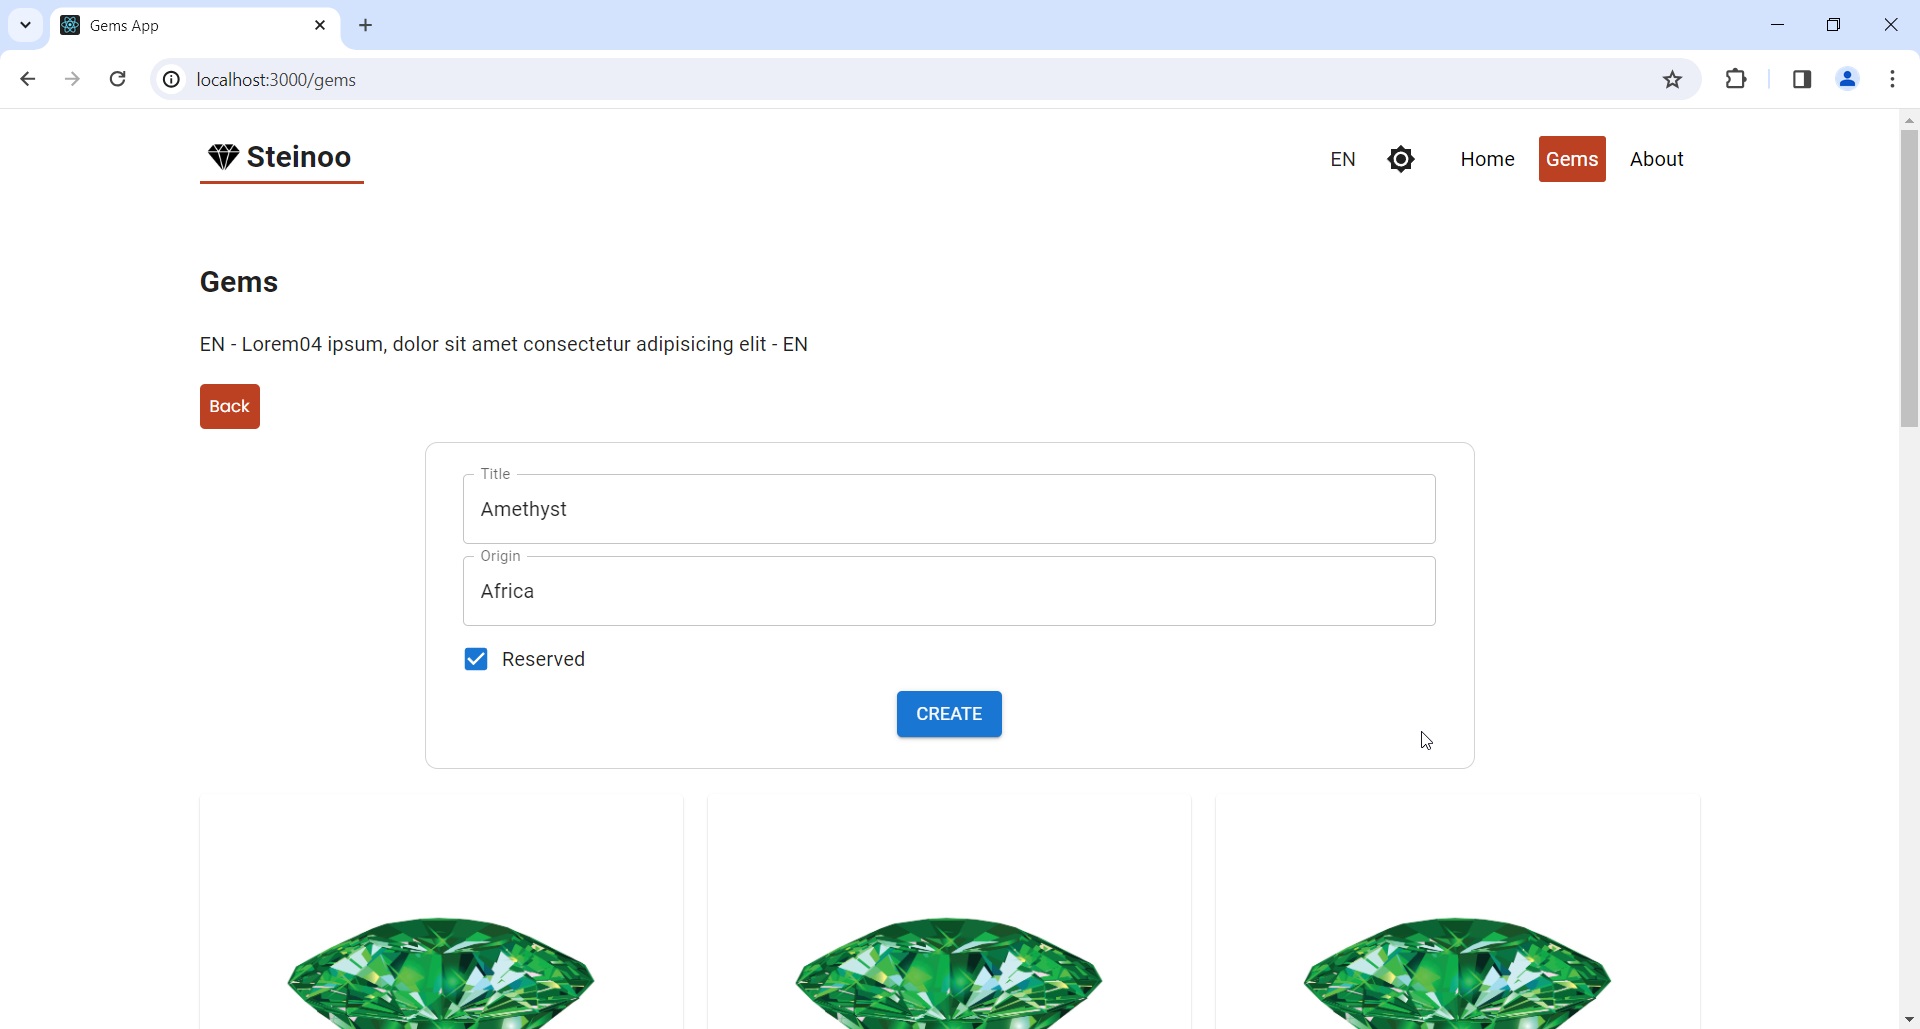 Gems App
localhost:3000/gems
Steinoo
EN
Home
Gems
About
Gems
EN - Lorem04 ipsum, dolor sit amet consectetur adipisicing elit - EN
Back
Title
Amethyst
Origin
Africa
Reserved
CREATE